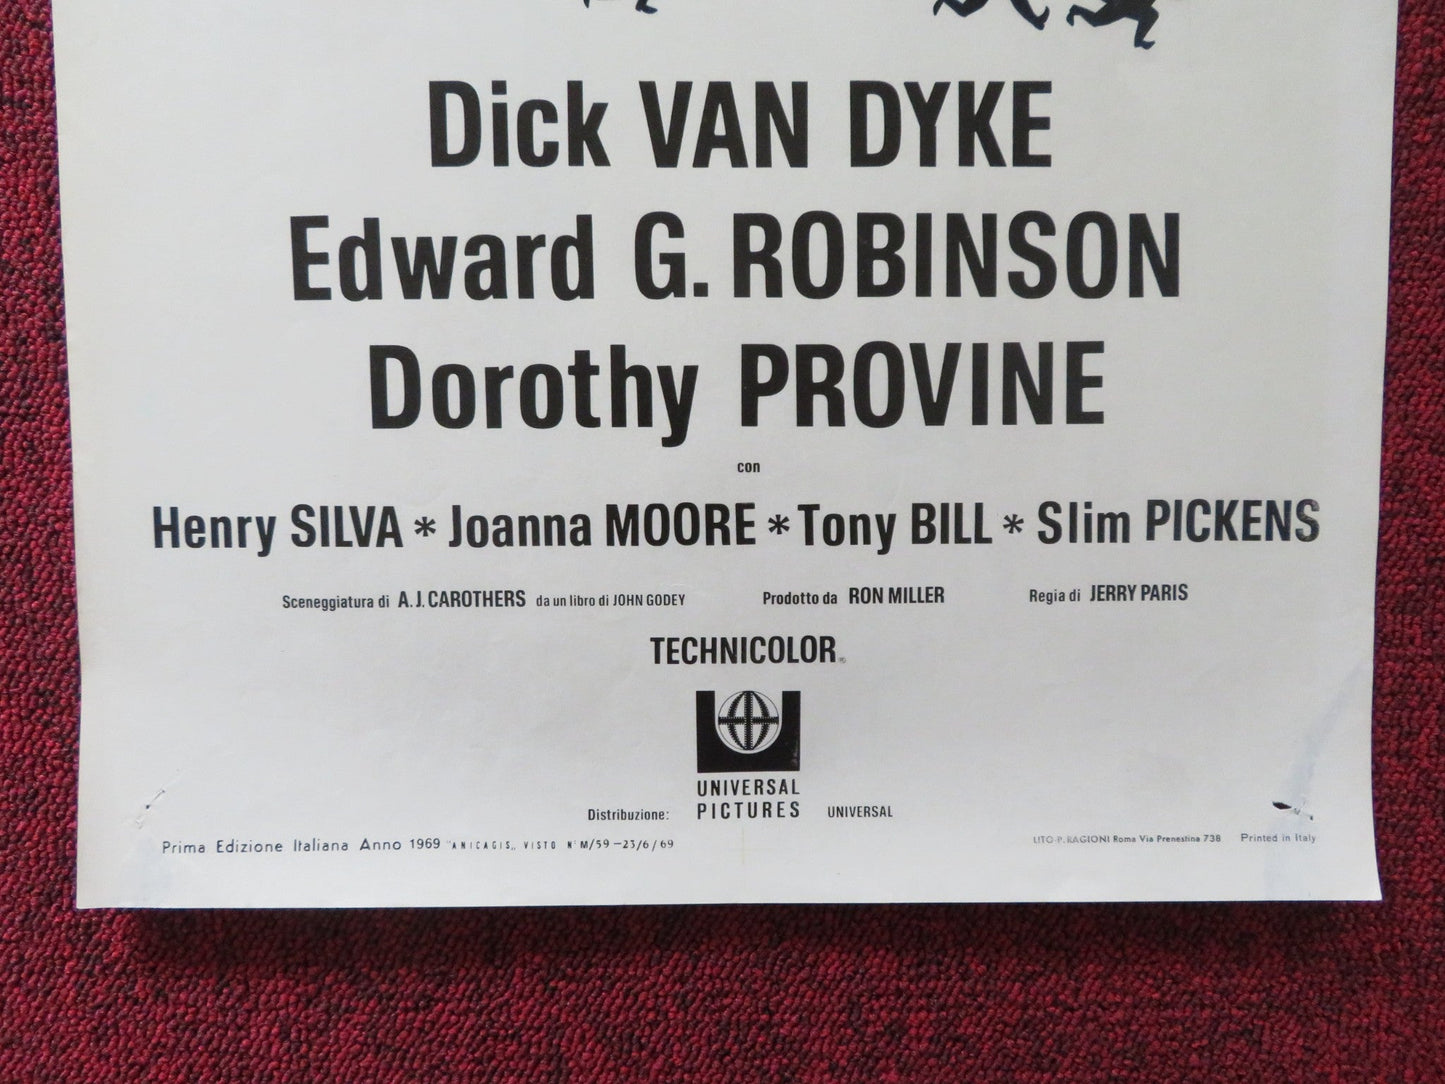 Dick VAN DYKE
Edward G. ROBINSON
Dorothy PROVINE
con
Henry SILVA * Joanna MOORE * Tony BILL * Slim PICKENS
Sceneggiatura di A. J. CAROTHERS da un libro di JOHN GODEY Prodotto da RON MILLER Regia di JERRY PARIS
TECHNICOLOR®
UNIVERSAL
Distribuzione: PICTURES UNIVERSAL
Prima Edizione Italiana Anno 1969 "ANICAGIS„ VISTO N° M/59-23/6/69 LITO-P. RAGIONI Roma Via Prenestina 738 Printed in Italy